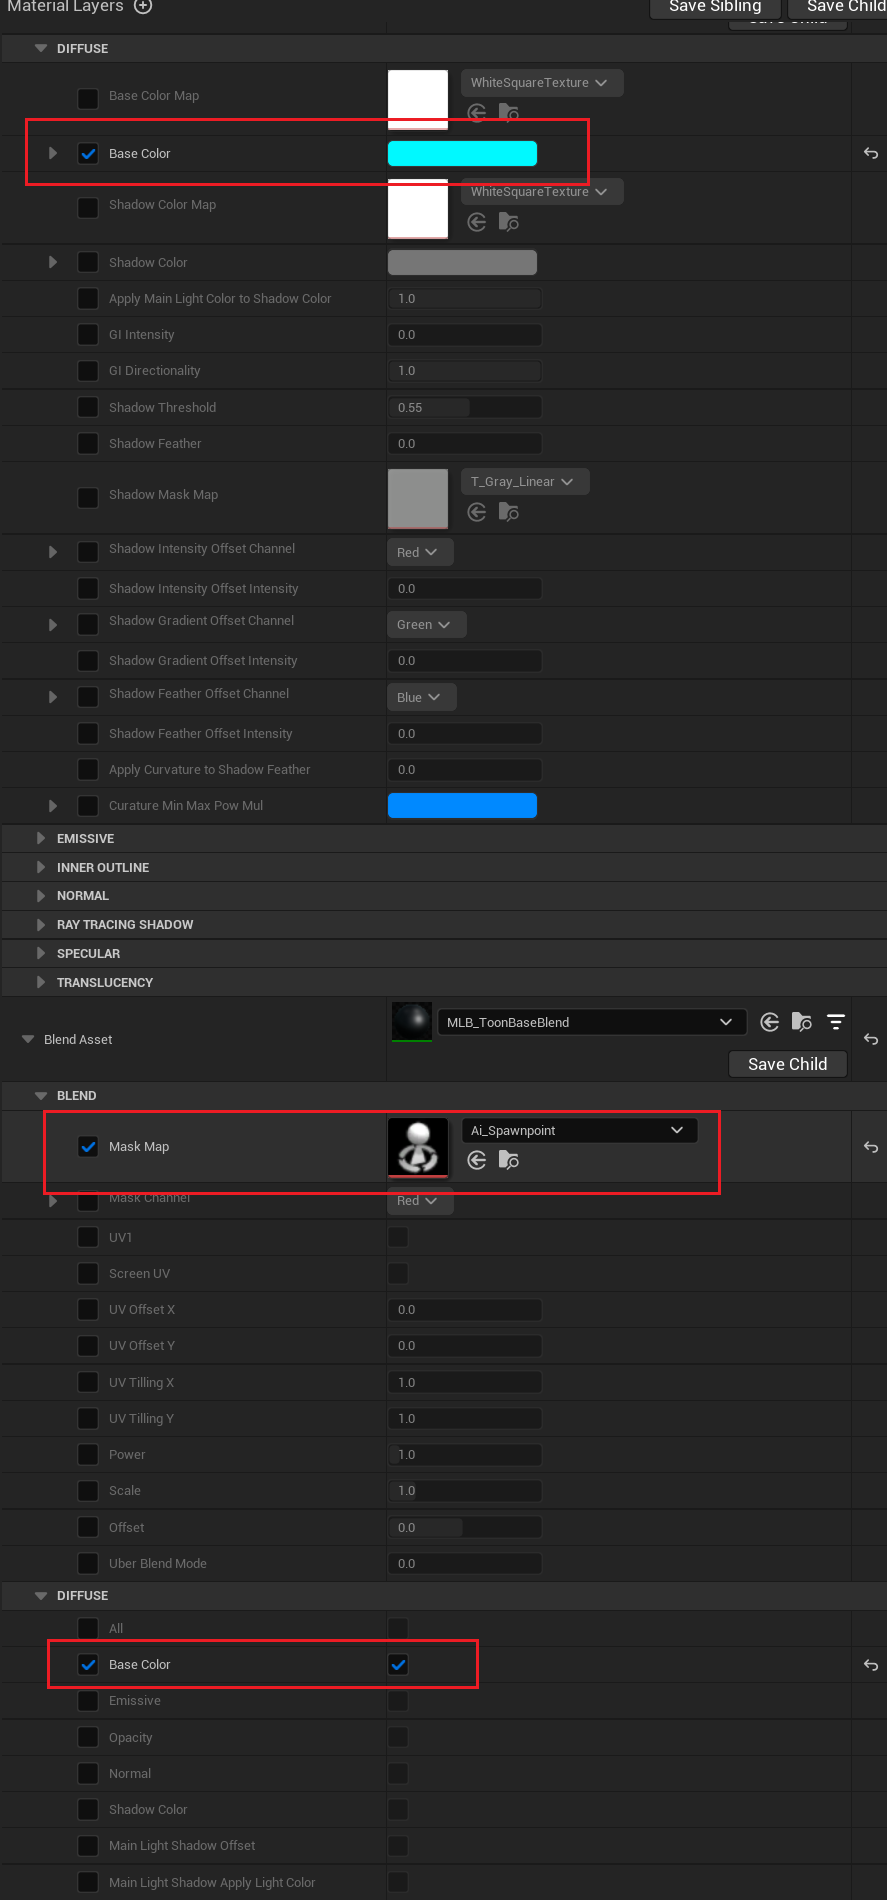 Material Layers
Save Sibling
Save Child
Save Child
DIFFUSE
Base Color Map
WhiteSquareTexture
Base Color
Shadow Color Map
WhiteSquareTexture
Shadow Color
Apply Main Light Color to Shadow Color
1.0
GI Intensity
0.0
GI Directionality
1.0
Shadow Threshold
0.55
Shadow Feather
0.0
Shadow Mask Map
T_Gray_Linear
Shadow Intensity Offset Channel
Red
Shadow Intensity Offset Intensity
0.0
Shadow Gradient Offset Channel
Green
Shadow Gradient Offset Intensity
0.0
Shadow Feather Offset Channel
Blue
Shadow Feather Offset Intensity
0.0
Apply Curvature to Shadow Feather
0.0
Curature Min Max Pow Mul
EMISSIVE
INNER OUTLINE
NORMAL
RAY TRACING SHADOW
SPECULAR
TRANSLUCENCY
Blend Asset
MLB_ToonBaseBlend
Save Child
BLEND
Mask Map
Ai_Spawnpoint
Mask Channel
Red
UV1
Screen UV
UV Offset X
0.0
UV Offset Y
0.0
UV Tilling X
1.0
UV Tilling Y
1.0
Power
1.0
Scale
1.0
Offset
0.0
Uber Blend Mode
0.0
DIFFUSE
All
Base Color
Emissive
Opacity
Normal
Shadow Color
Main Light Shadow Offset
Main Light Shadow Apply Light Color